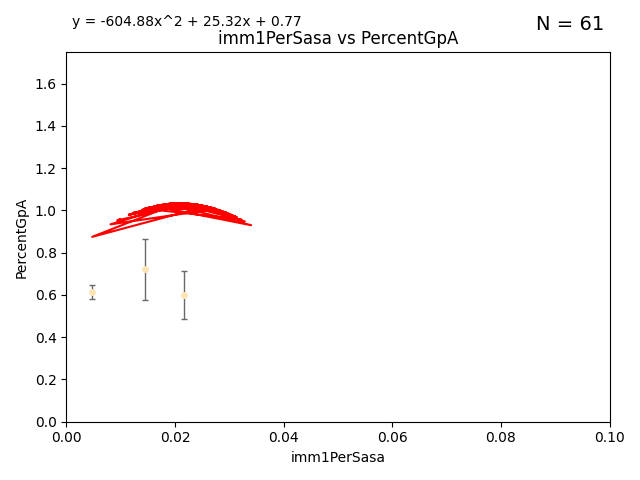 y = -604.88x^2 + 25.32x + 0.77
N = 61
imm1PerSasa vs PercentGpA
1.6
1.4
1.2
1.0
0.8
0.6
0.4
0.2
0.0
PercentGpA
0.00 0.02 0.04 0.06 0.08 0.10
imm1PerSasa